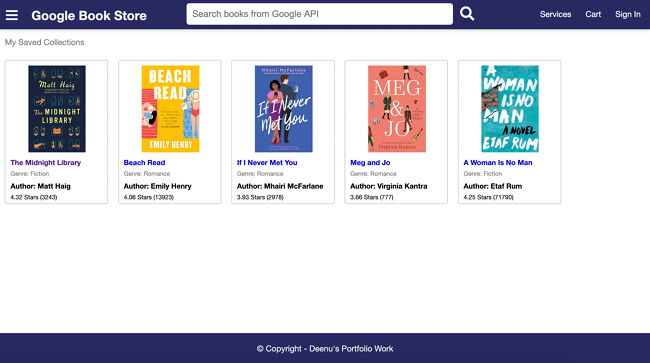 Google Book Store
Search books from Google API
Services
Cart
Sign In
My Saved Collections
Matt Haig
The MIDNIGHT
LIBRARY
BEACH
READ
EMILY HENRY
Mhairi McFarlane
If I Never
Met You
MEG
& JO
Virginia Kantra
A
WOMAN
IS NO
MAN
A NOVEL
ETAF RUM
The Midnight Library
Genre: Fiction
Author: Matt Haig
4.32 Stars (3243)
Beach Read
Genre: Romance
Author: Emily Henry
4.06 Stars (13923)
If I Never Met You
Genre: Romance
Author: Mhairi McFarlane
3.93 Stars (2978)
Meg and Jo
Genre: Romance
Author: Virginia Kantra
3.66 Stars (777)
A Woman Is No Man
Genre: Fiction
Author: Etaf Rum
4.25 Stars (71790)
© Copyright - Deenu's Portfolio Work